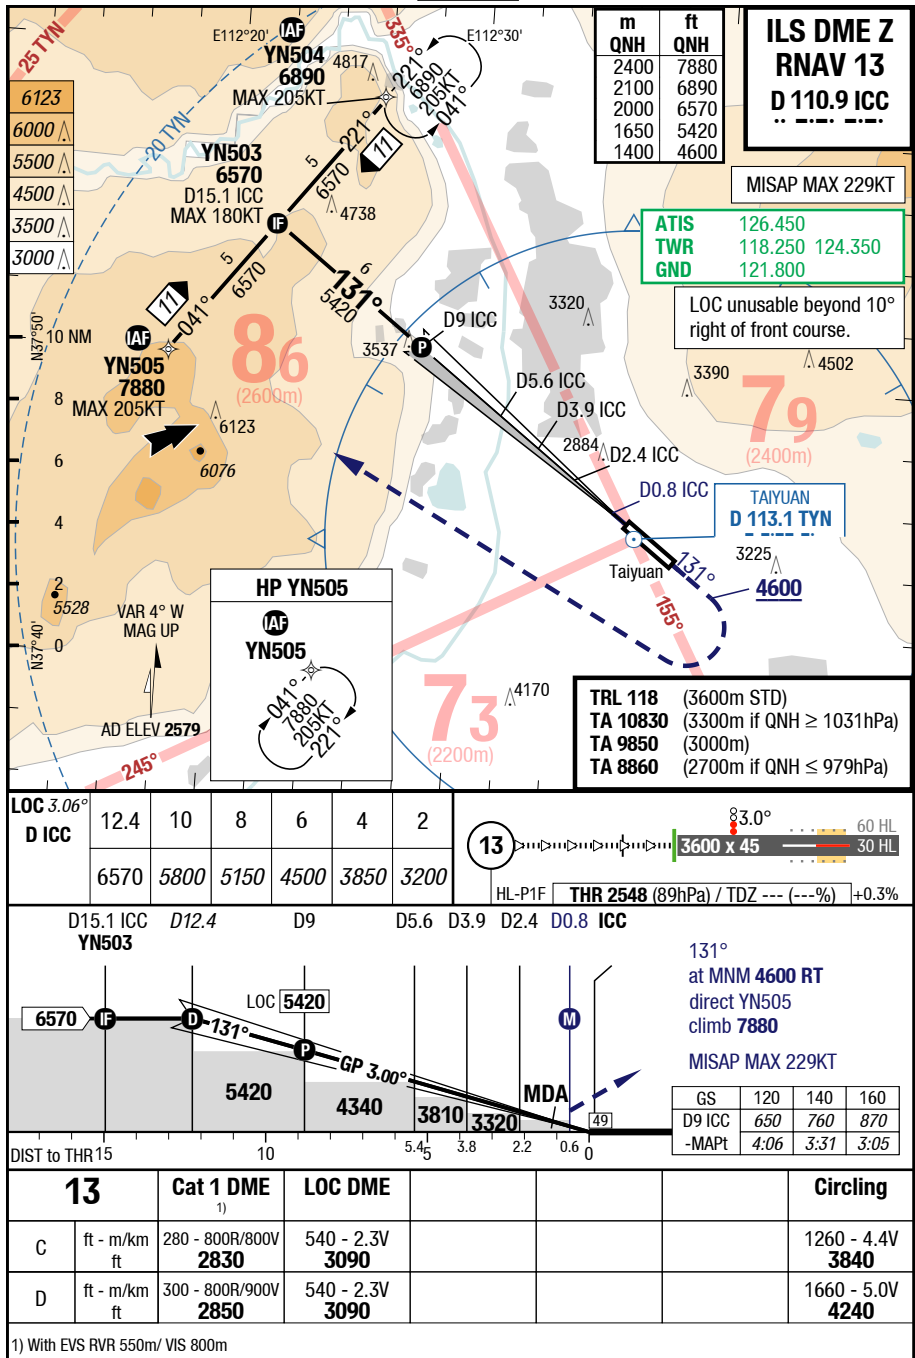 ILS DME Z
RNAV 13
D 110.9 ICC
m ft
QNH QNH
2400 7880
2100 6890
2000 6570
1650 5420
1400 4600
MISAP MAX 229KT
ATIS 126.450
TWR 118.250 124.350
GND 121.800
LOC unusable beyond 10°
right of front course.
25 TYN
20 TYN
E112°20'
E112°30'
335°
IAF
YN504
6890
MAX 205KT
4817
221°
6890
205KT
041°
6123
6000
5500
4500
3500
3000
YN503
6570
D15.1 ICC
MAX 180KT
IF
221°
11
5
6570
4738
5
6570
041°
11
6
131°
5420
D9 ICC
P
3537
3320
N37°50'
10 NM
8
6
4
2
0
N37°40'
IAF
YN505
7880
MAX 205KT
86
(2600m)
6123
6076
5528
D5.6 ICC
D3.9 ICC
2884
D2.4 ICC
D0.8 ICC
3390
4502
79
(2400m)
TAIYUAN
D 113.1 TYN
Taiyuan
131°
3225
4600
155°
VAR 4° W
MAG UP
AD ELEV 2579
245°
HP YN505
IAF
YN505
041°
7880
205KT
221°
73
(2200m)
4170
TRL 118 (3600m STD)
TA 10830 (3300m if QNH ≥ 1031hPa)
TA 9850 (3000m)
TA 8860 (2700m if QNH ≤ 979hPa)
LOC 3.06°
D ICC
12.4 10 8 6 4 2
6570 5800 5150 4500 3850 3200
13
3.0°
3600 x 45
60 HL
30 HL
HL-P1F
THR 2548 (89hPa) / TDZ --- (---%)
+0.3%
D15.1 ICC D12.4 D9 D5.6 D3.9 D2.4 D0.8 ICC
YN503
6570
IF
D
131°
LOC 5420
P
GP 3.00°
M
MDA
49
5420
4340
3810
3320
131°
at MNM 4600 RT
direct YN505
climb 7880
MISAP MAX 229KT
GS 120 140 160
D9 ICC 650 760 870
-MAPt 4:06 3:31 3:05
DIST to THR 15 10 5.4 5 3.8 2.2 0.6 0
13 Cat 1 DME LOC DME Circling
1)
C ft - m/km 280 - 800R/800V 540 - 2.3V 1260 - 4.4V
ft 2830 3090 3840
D ft - m/km 300 - 800R/900V 540 - 2.3V 1660 - 5.0V
ft 2850 3090 4240
1) With EVS RVR 550m/ VIS 800m